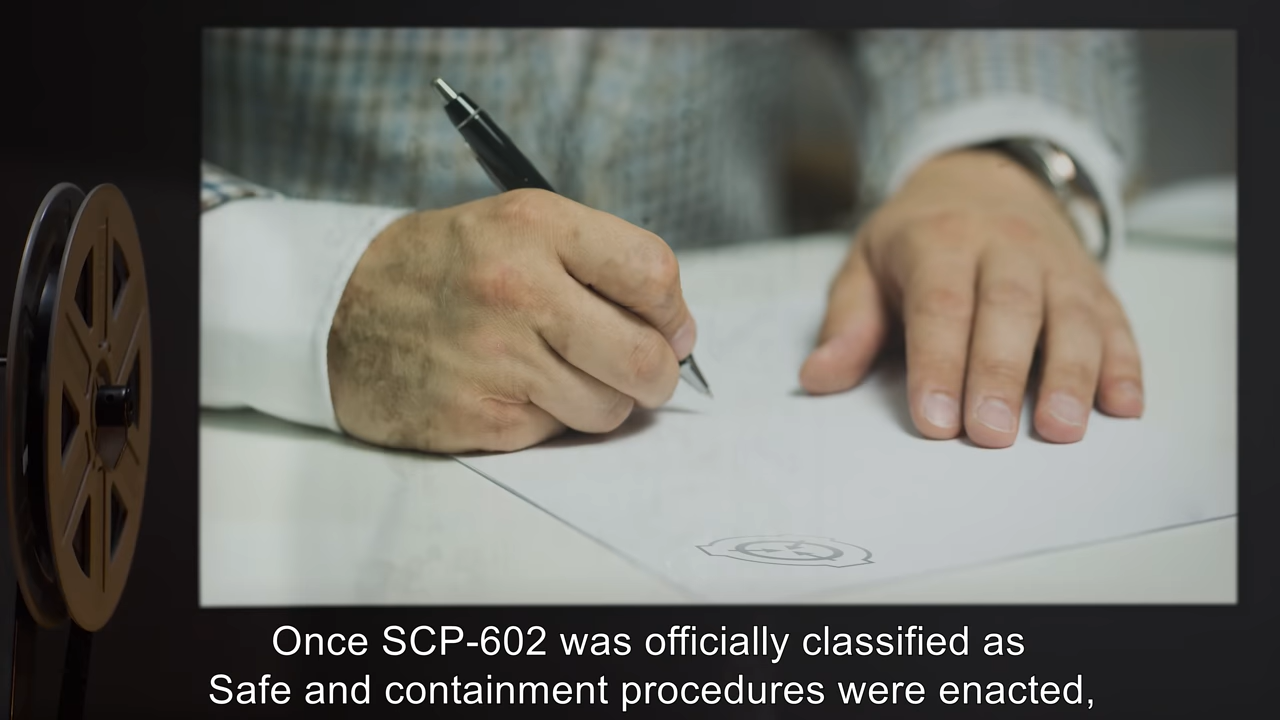 Once SCP-602 was officially classified as
Safe and containment procedures were enacted,